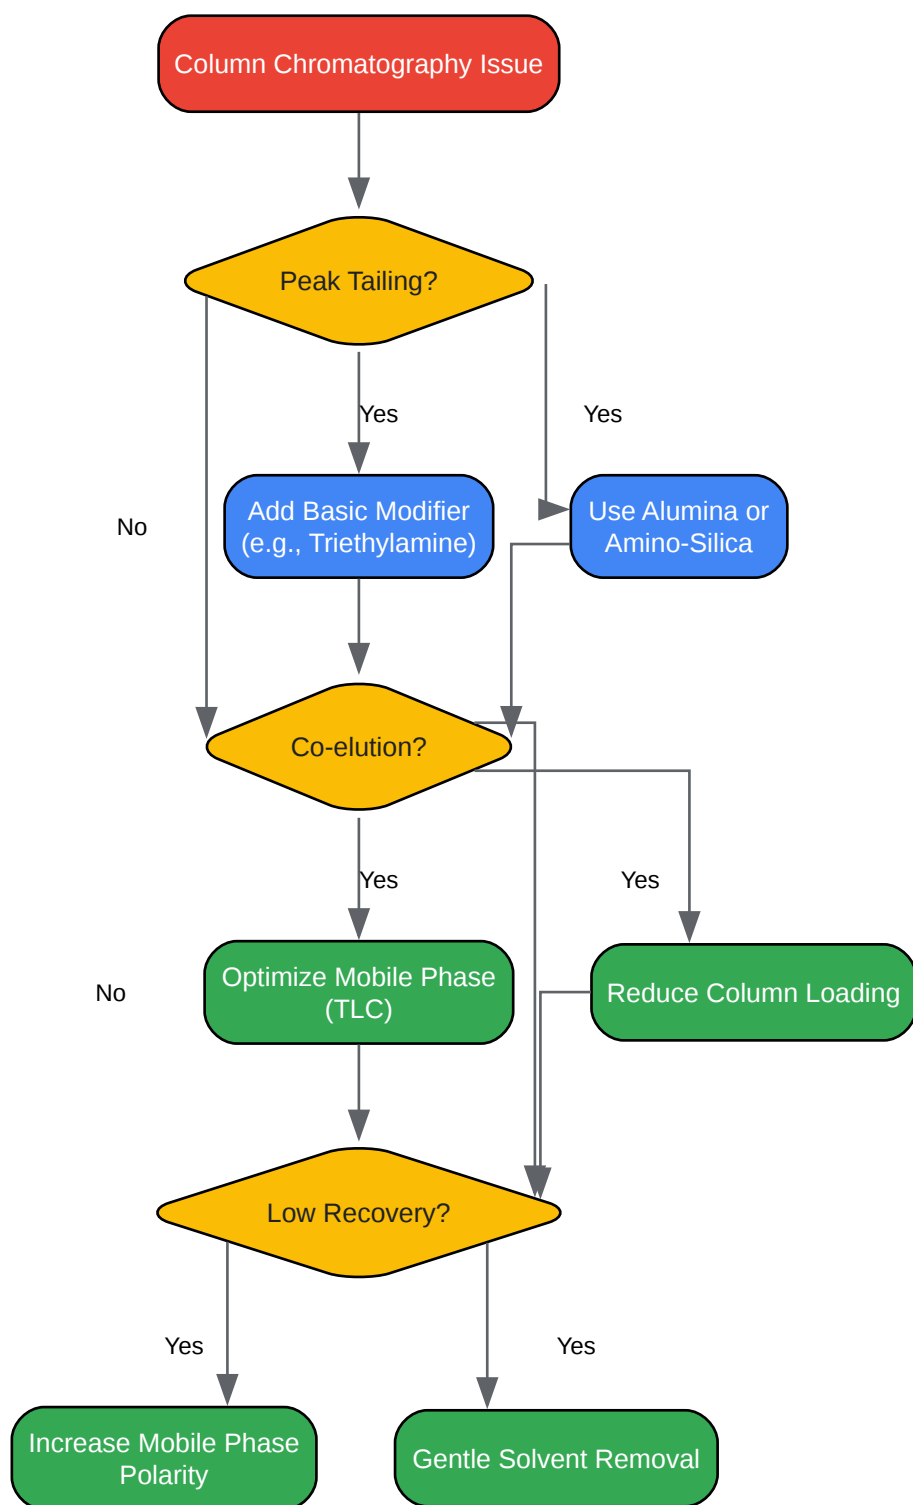 Column Chromatography Issue
Peak Tailing?
Yes
Yes
No
Add Basic Modifier
(e.g., Triethylamine)
Use Alumina or
Amino-Silica
Co-elution?
Yes
Yes
No
Optimize Mobile Phase
(TLC)
Reduce Column Loading
Low Recovery?
Yes
Yes
Increase Mobile Phase
Polarity
Gentle Solvent Removal